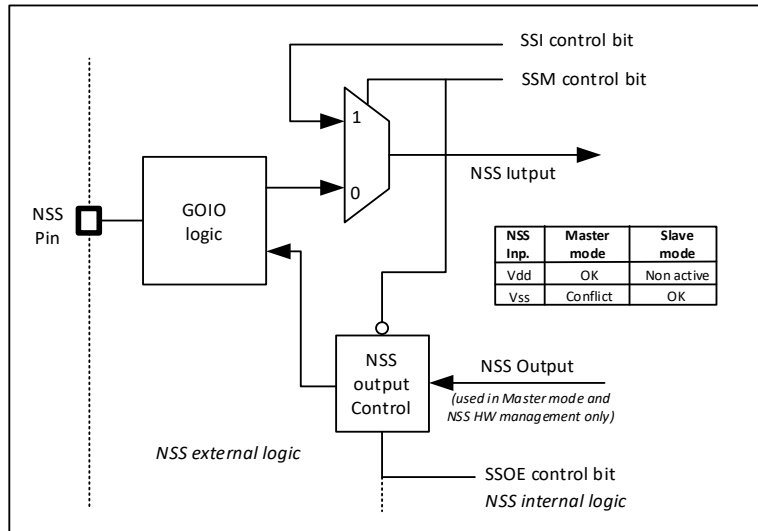 SSI control bit
SSM control bit
1
0
NSS Iutput
NSS
Pin
GOIO
logic
NSS
Inp.
Master
mode
Slave
mode
Vdd
OK
Non active
Vss
Conflict
OK
NSS
output
Control
NSS Output
(used in Master mode and
NSS HW management only)
NSS external logic
SSOE control bit
NSS internal logic